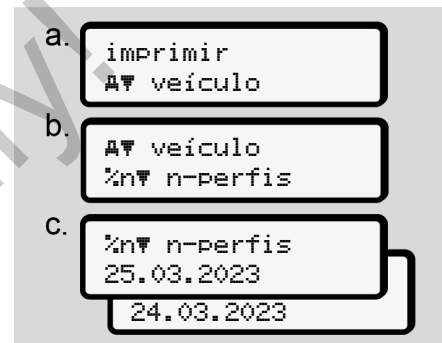 a.
imprimir
A▼ veículo
b.
A▼ veículo
%n▼ n-perfis
c.
%n▼ n-perfis
25.03.2023
24.03.2023